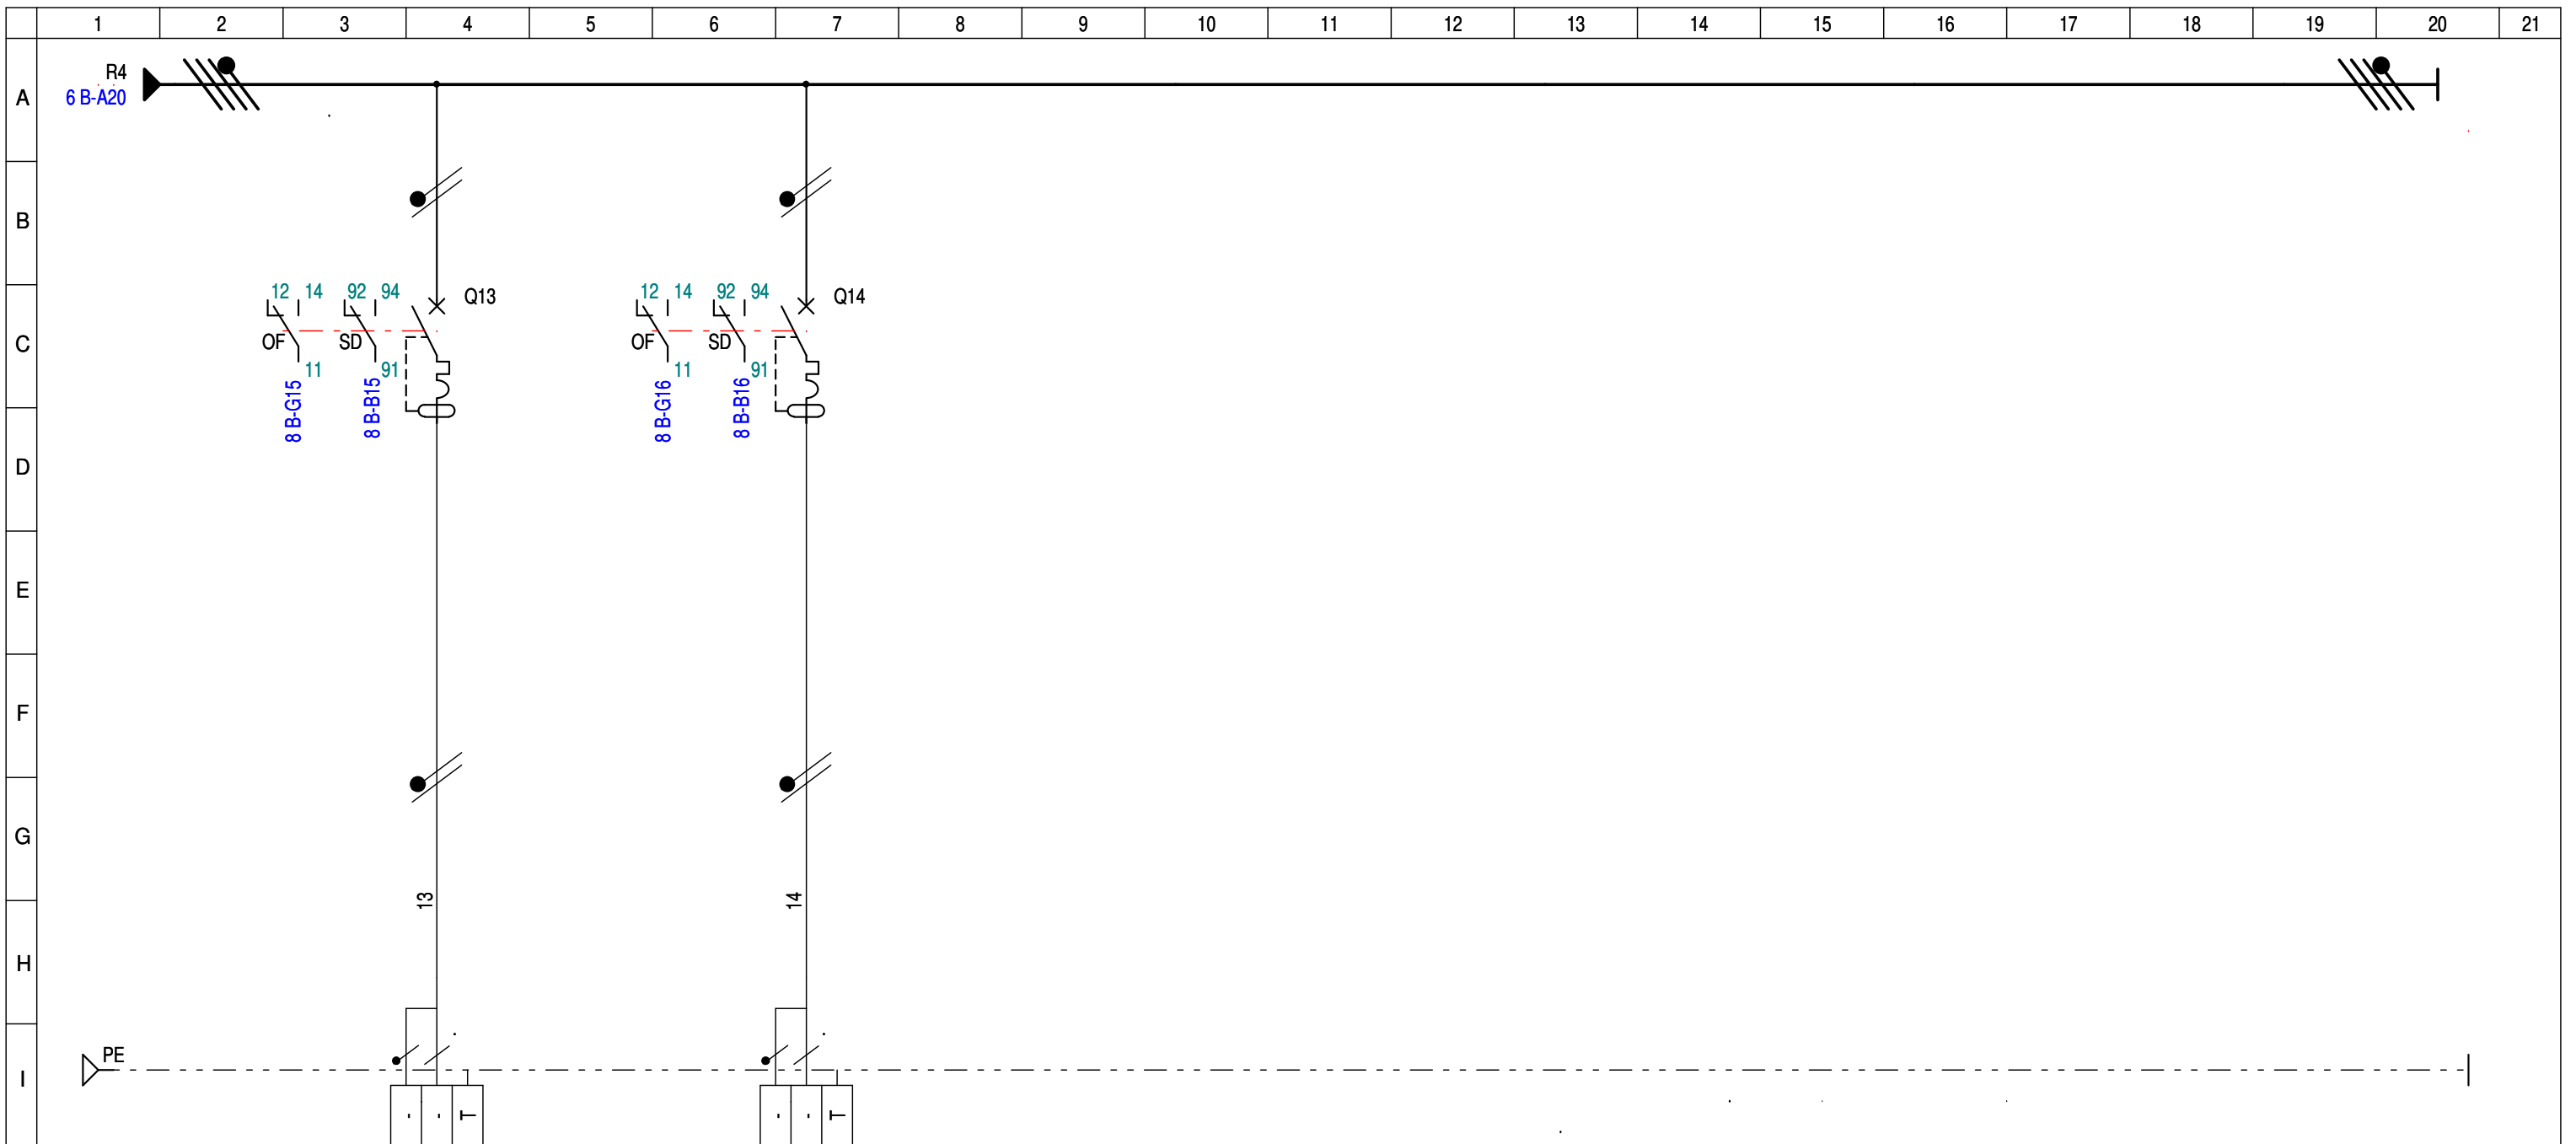 1 2 3 4 5 6 7 8 9 10 11 12 13 14 15 16 17 18 19 20 21
R4
A
6 B-A20
B
12 14 92 94 Q13 12 14 92 94 Q14
C
OF SD OF SD
11 91 11 91
8 B-G15 8 B-B15 8 B-G16 8 B-B16
D
E
F
G
13 14
H
PE
I
- - T - - T